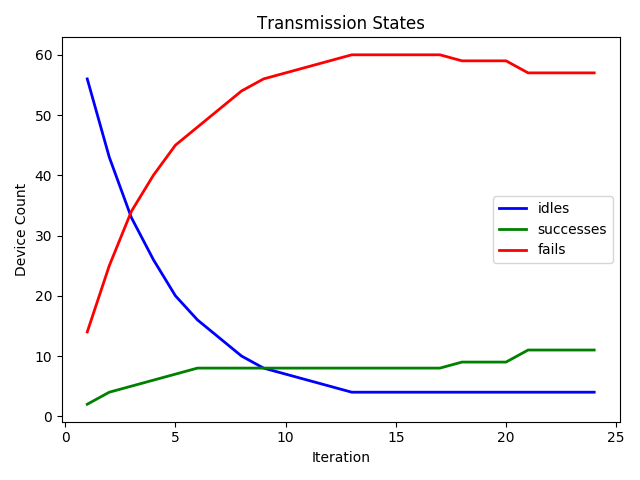 Transmission States
Device Count
60
50
40
30
20
10
0
idles
successes
fails
0 5 10 15 20 25
Iteration